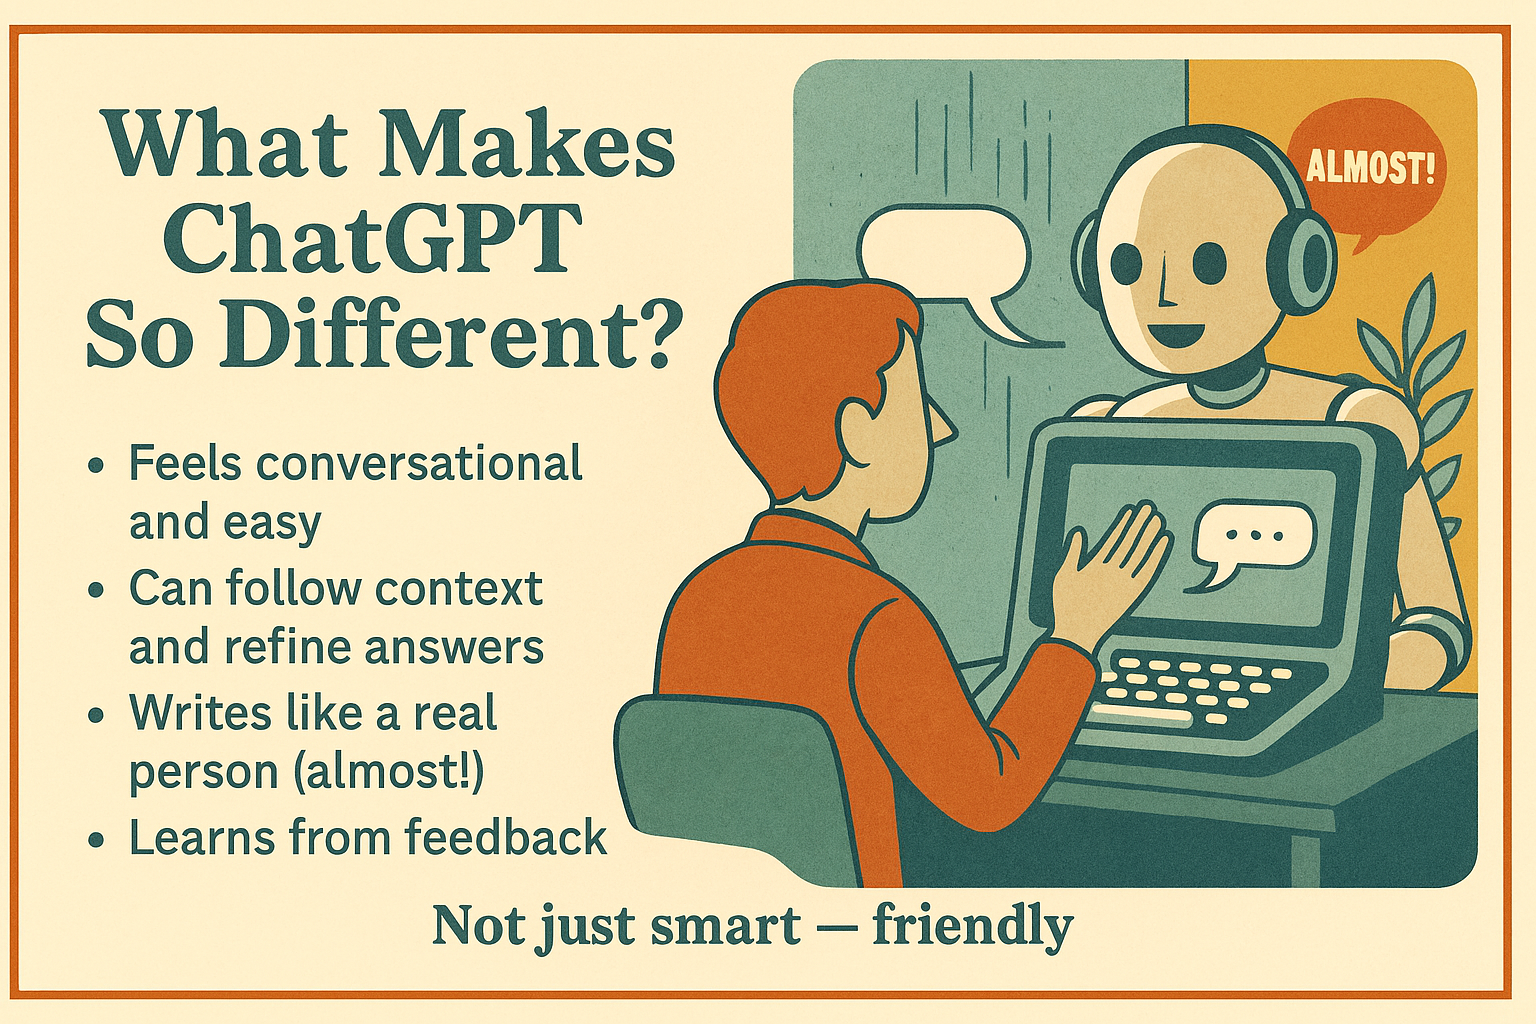 What Makes
ChatGPT
So Different?
• Feels conversational
and easy
• Can follow context
and refine answers
• Writes like a real
person (almost!)
• Learns from feedback
ALMOST!
Not just smart — friendly